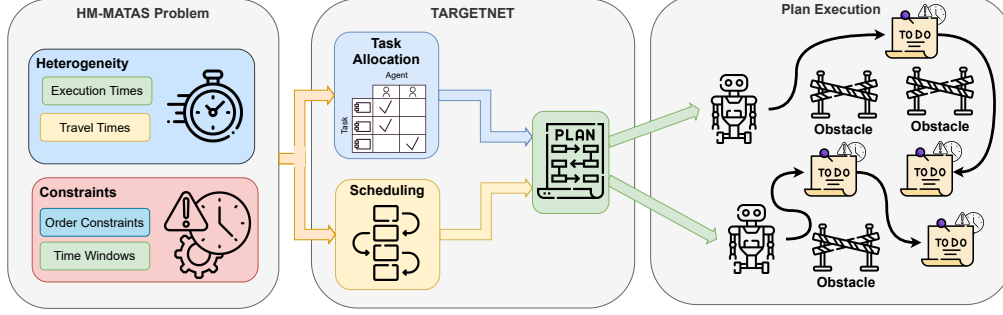 HM-MATAS Problem
Heterogeneity
Execution Times
Travel Times
Constraints
Order Constraints
Time Windows
TARGETNET
Task
Allocation
Agent
Task
Scheduling
PLAN
Plan Execution
TO DO
Obstacle
Obstacle
TO DO
TO DO
TO DO
Obstacle